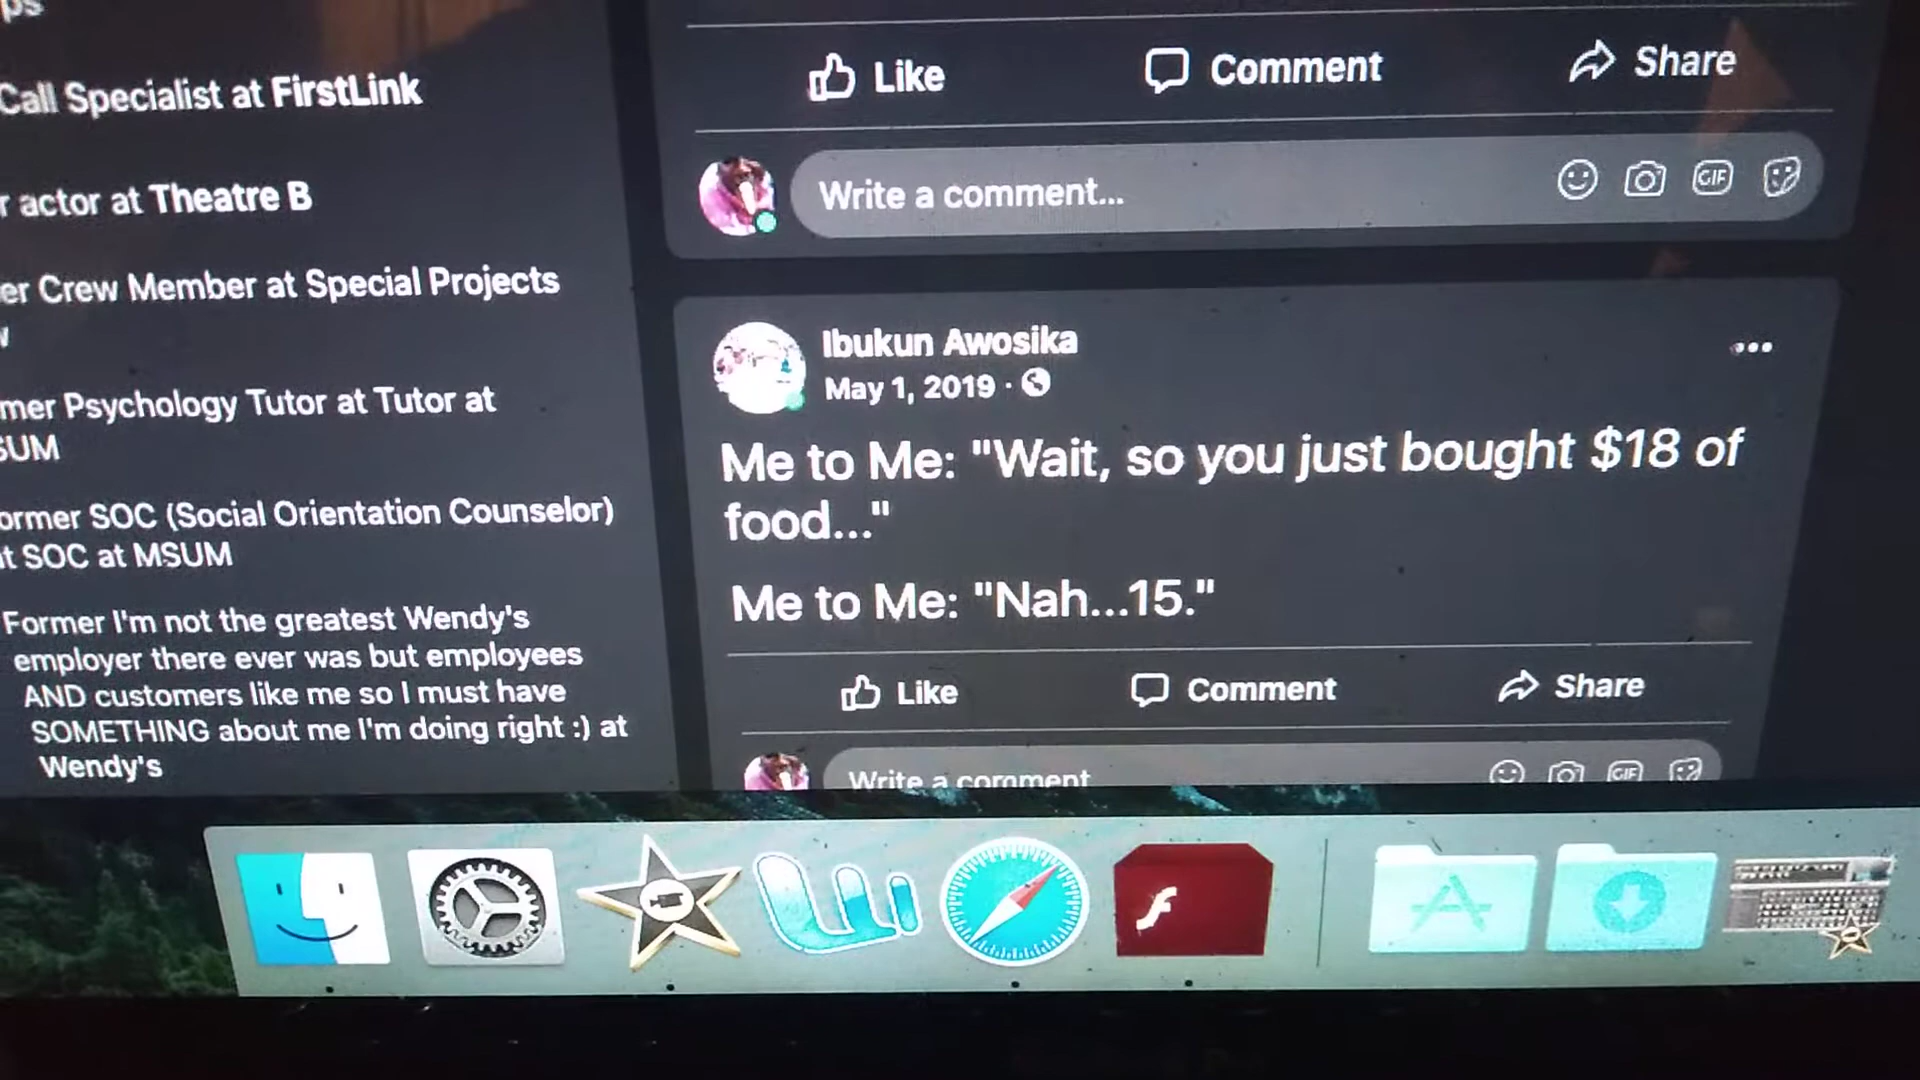 ps
Call Specialist at FirstLink
r actor at Theatre B
er Crew Member at Special Projects
w
mer Psychology Tutor at Tutor at
SUM
ormer SOC (Social Orientation Counselor)
t SOC at MSUM
Former I'm not the greatest Wendy's
employer there ever was but employees
AND customers like me so I must have
SOMETHING about me I'm doing right :) at
Wendy's
Like Comment Share
Write a comment...
GIF
Ibukun Awosika
May 1, 2019 ·
Me to Me: "Wait, so you just bought $18 of
food..."
Me to Me: "Nah...15."
Like Comment Share
Write a comment
GIF